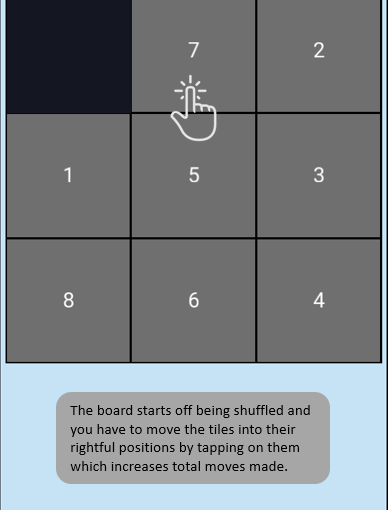 7 2
1 5 3
8 6 4
The board starts off being shuffled and
you have to move the tiles into their
rightful positions by tapping on them
which increases total moves made.